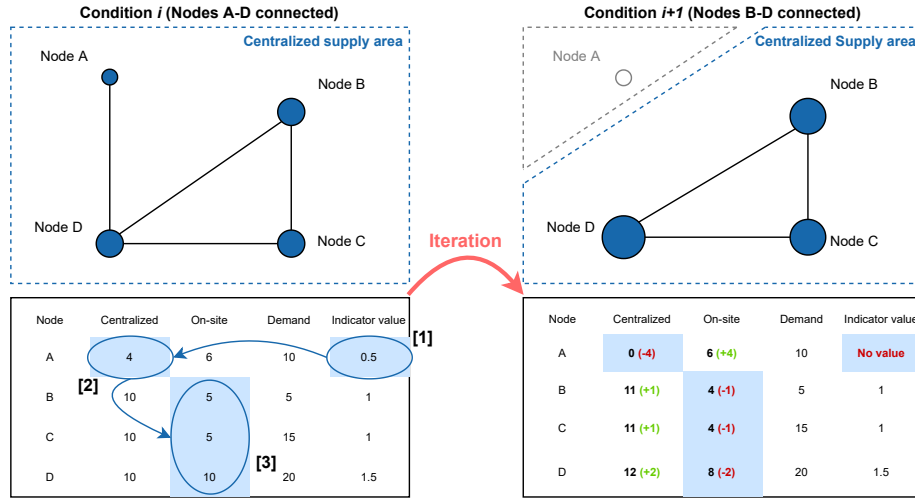 Condition i (Nodes A-D connected)
Centralized supply area
Node A
Node B
Node D
Node C
Condition i+1 (Nodes B-D connected)
Centralized Supply area
Node A
Node B
Node D
Node C
Iteration
Node Centralized On-site Demand Indicator value
[1]
A 4 6 10 0.5
[2]
B 10 5 5 1
C 10 5 15 1
[3]
D 10 10 20 1.5
Node Centralized On-site Demand Indicator value
A 0 (-4) 6 (+4) 10 No value
B 11 (+1) 4 (-1) 5 1
C 11 (+1) 4 (-1) 15 1
D 12 (+2) 8 (-2) 20 1.5